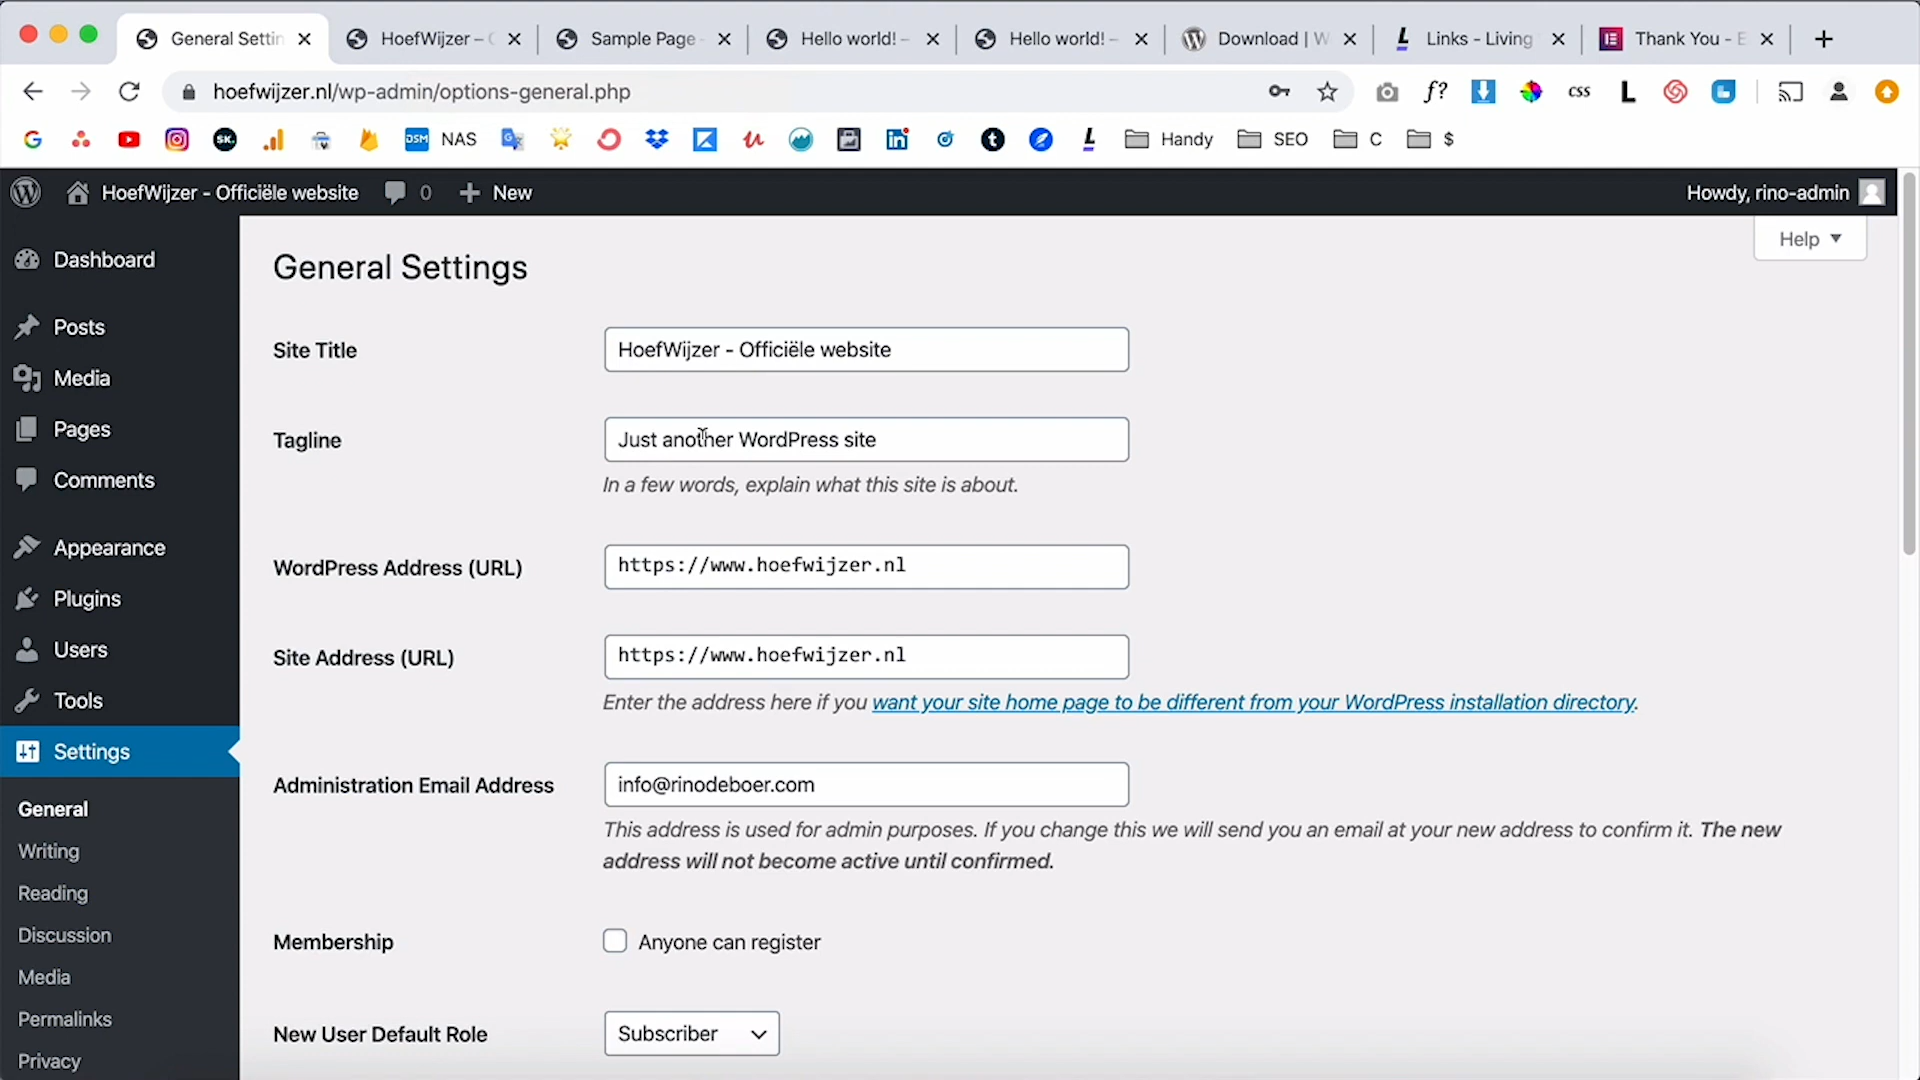 General Settin
HoefWijzer –
Sample Page
Hello world! –
Hello world! –
Download | W
Links - Living
Thank You - E
hoefwijzer.nl/wp-admin/options-general.php
f?
CSS
L
SK.
DSM
NAS
Handy
SEO
C
$
HoefWijzer - Officiële website
0
New
Howdy, rino-admin
Dashboard
Posts
Media
Pages
Comments
Appearance
Plugins
Users
Tools
Settings
General
Writing
Reading
Discussion
Media
Permalinks
Privacy
Help
General Settings
Site Title
HoefWijzer - Officiële website
Tagline
Just another WordPress site
In a few words, explain what this site is about.
WordPress Address (URL)
https://www.hoefwijzer.nl
Site Address (URL)
https://www.hoefwijzer.nl
Enter the address here if you want your site home page to be different from your WordPress installation directory.
Administration Email Address
info@rinodeboer.com
This address is used for admin purposes. If you change this we will send you an email at your new address to confirm it. The new
address will not become active until confirmed.
Membership
Anyone can register
New User Default Role
Subscriber